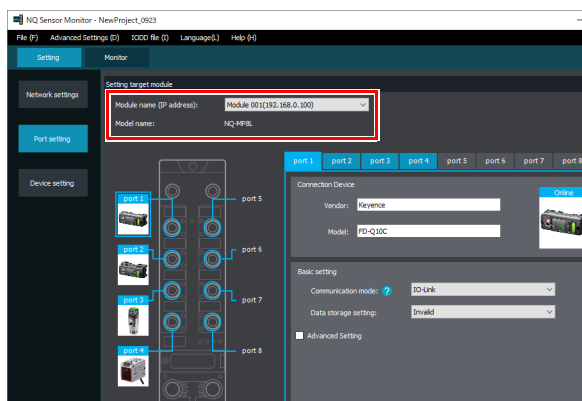 NQ Sensor Monitor - NewProject_0923
File (F) Advanced Settings (D) IODD file (I) Language(L) Help (H)
Setting Monitor
Setting target module
Network settings
Module name (IP address): Module 001(192.168.0.100)
Model name: NQ-MP8L
Port setting
port 1 port 2 port 3 port 4 port 5 port 6 port 7 port 8
Device setting
Connection Device
Online
port 1 port 5
Vendor: Keyence
Model: FD-Q10C
port 2 port 6
Basic setting
Communication mode: ? IO-Link
port 3 port 7
Data storage setting: Invalid
Advanced Setting
port 4 port 8